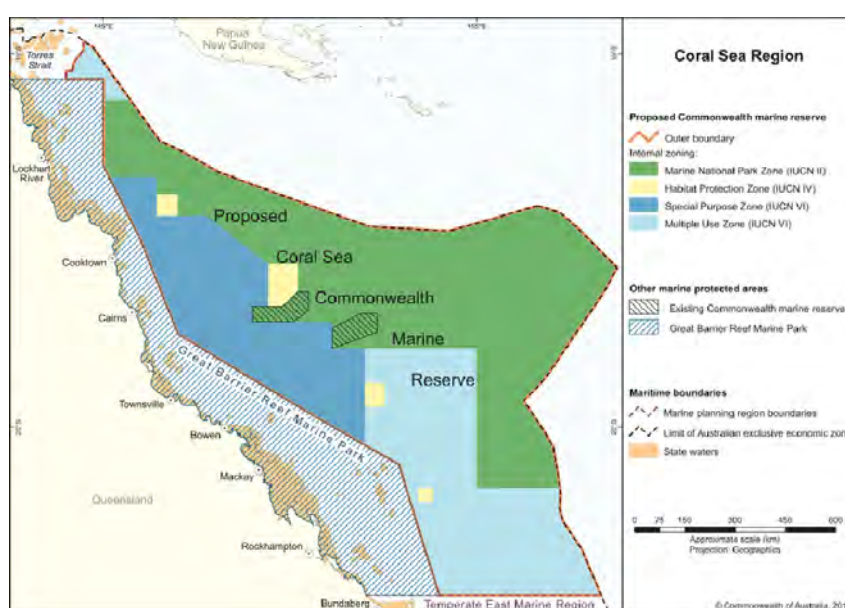 Papua
New Guinea
Torres
Strait
Lockhart
River
Cooktown
Cairns
Townsville
Bowen
Mackay
Queensland
Rockhampton
Bundaberg
Great Barrier Reef Marine Park
Proposed
Coral Sea
Commonwealth
Marine
Reserve
Temperate East Marine Region
Coral Sea Region
Proposed Commonwealth marine reserve
Outer boundary
Internal zoning:
Marine National Park Zone (IUCN II)
Habitat Protection Zone (IUCN IV)
Special Purpose Zone (IUCN VI)
Multiple Use Zone (IUCN VI)
Other marine protected areas
Existing Commonwealth marine reserve
Great Barrier Reef Marine Park
Maritime boundaries
Marine planning region boundaries
Limit of Australian exclusive economic zon
State waters
0 75 150 300 450 600
Approximate scale (km)
Projection: Geographics
© Commonwealth of Australia, 201